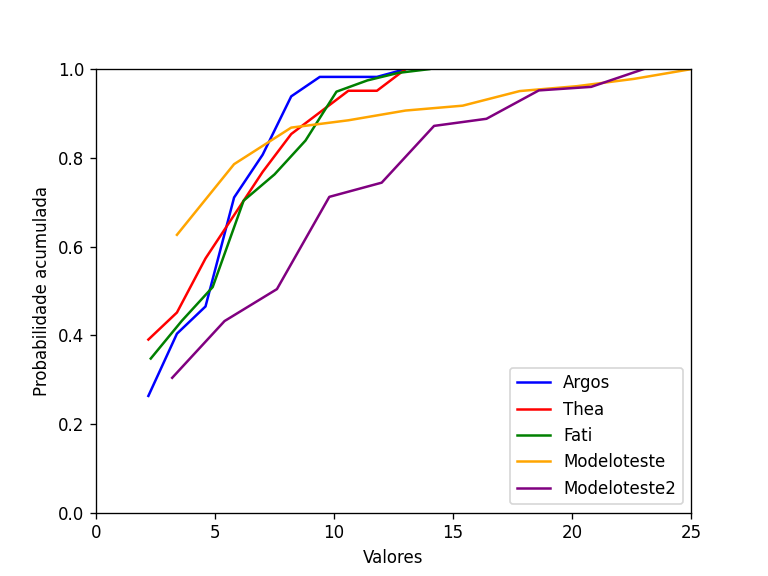 1.0
0.8
0.6
0.4
0.2
0.0
Probabilidade acumulada
Argos
Thea
Fati
Modeloteste
Modeloteste2
0 5 10 15 20 25
Valores